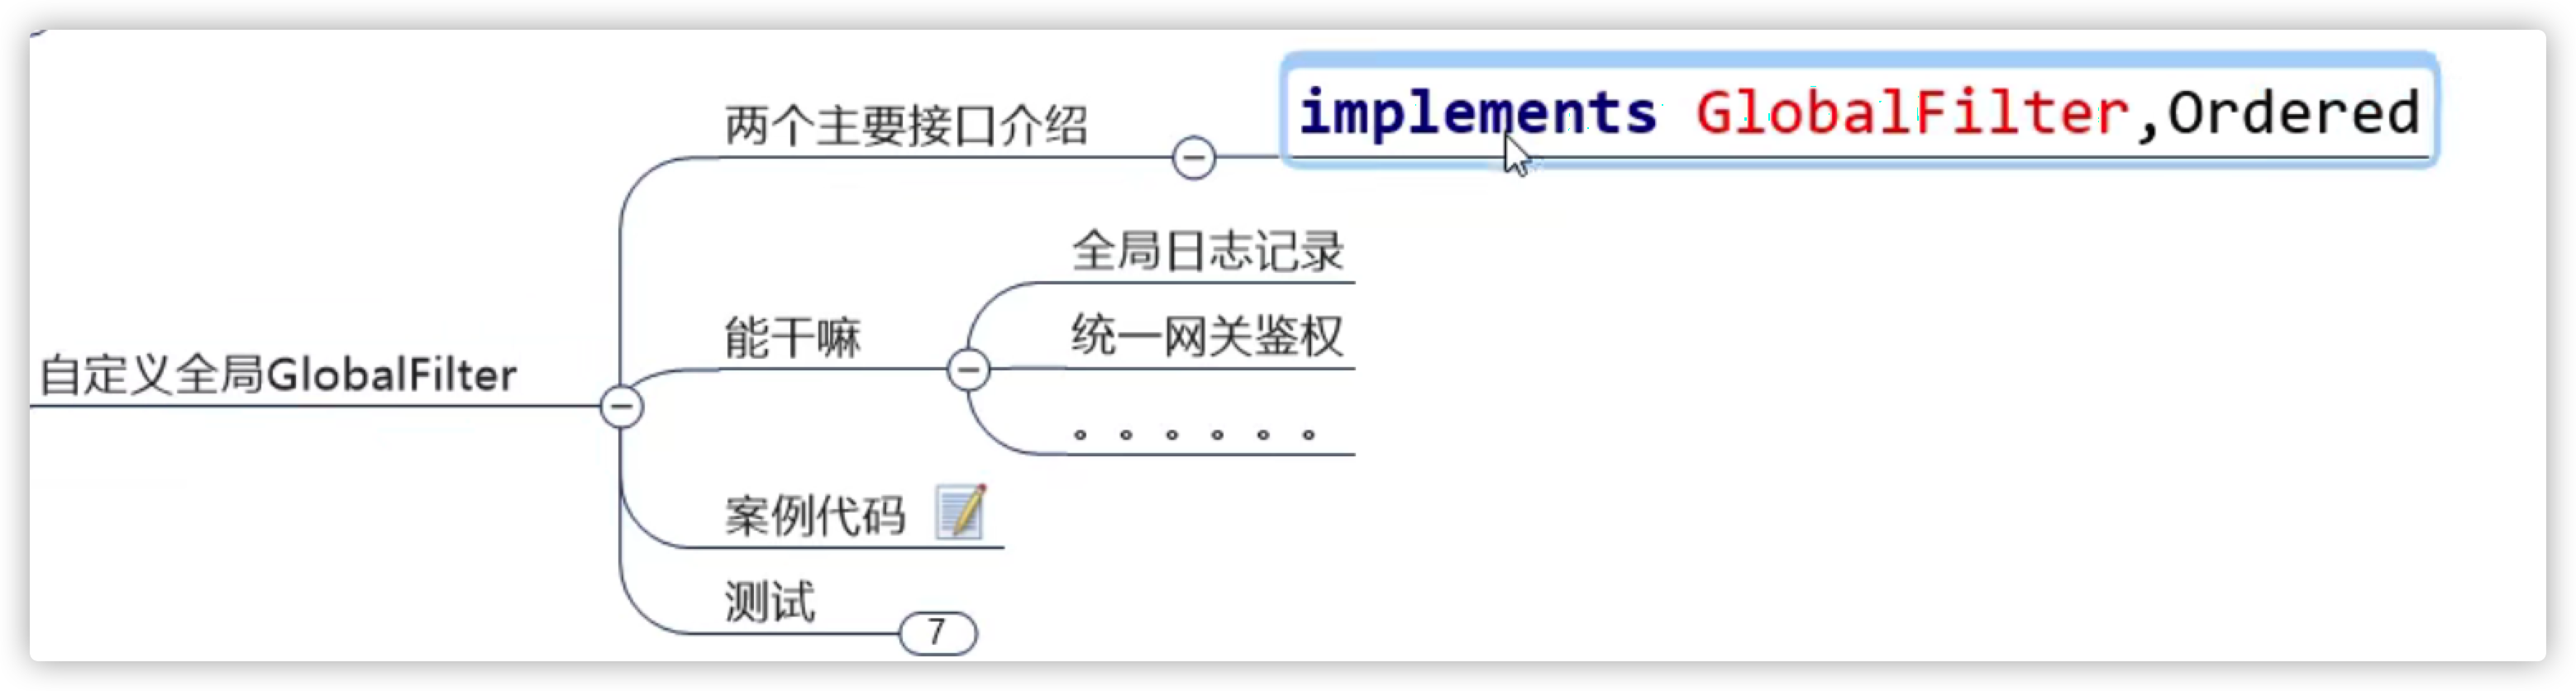 两个主要接口介绍
implements GlobalFilter,Ordered
全局日志记录
能干嘛
统一网关鉴权
自定义全局GlobalFilter
。。。。。。
案例代码
测试
7